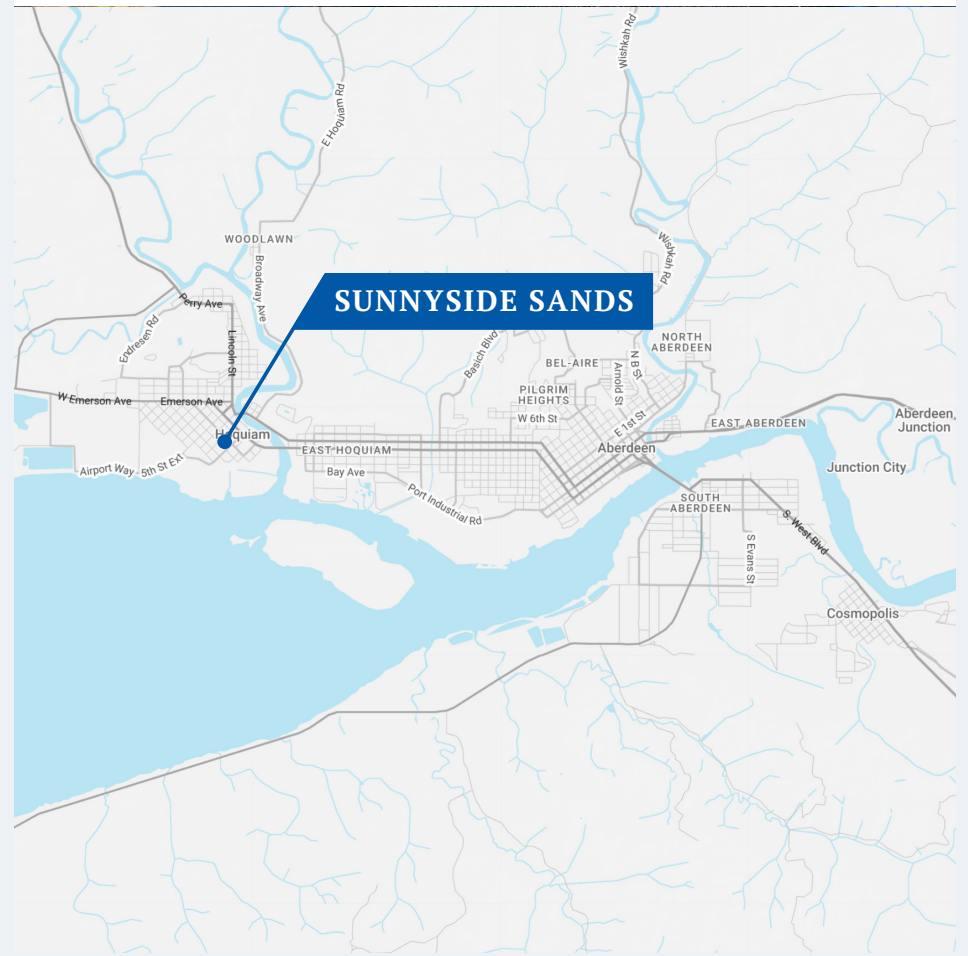 Wishkah Rd
E Hoquiam Rd
WOODLAWN
Broadway Ave
Wishkah Rd
SUNNYSIDE SANDS
Perry Ave
Endresen Rd
Lincoln St
Basich Blvd
NORTH
ABERDEEN
BEL-AIRE
N B St
Arnold St
PILGRIM
HEIGHTS
W Emerson Ave
Emerson Ave
W 6th St
E 1st St
EAST ABERDEEN
Aberdeen
Junction
Hoquiam
EAST HOQUIAM
Aberdeen
Airport Way - 5th St Ext
Bay Ave
Junction City
Port Industrial Rd
SOUTH
ABERDEEN
S. West Blvd
S Evans St
Cosmopolis